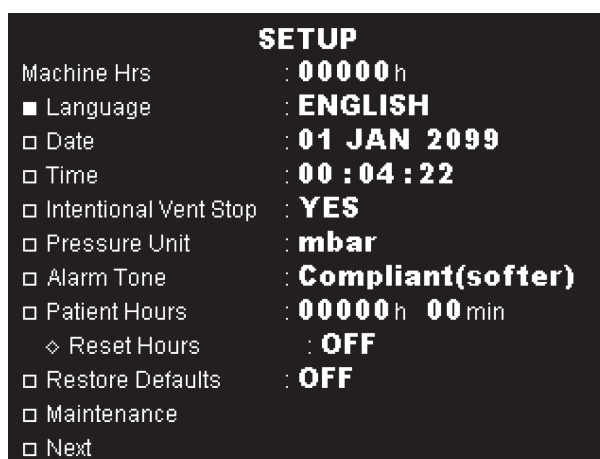 SETUP
Machine Hrs : 00000 h
■ Language : ENGLISH
□ Date : 01 JAN 2099
□ Time : 00 : 04 : 22
□ Intentional Vent Stop : YES
□ Pressure Unit : mbar
□ Alarm Tone : Compliant(softer)
□ Patient Hours : 00000 h 00 min
◇ Reset Hours : OFF
□ Restore Defaults : OFF
□ Maintenance
□ Next